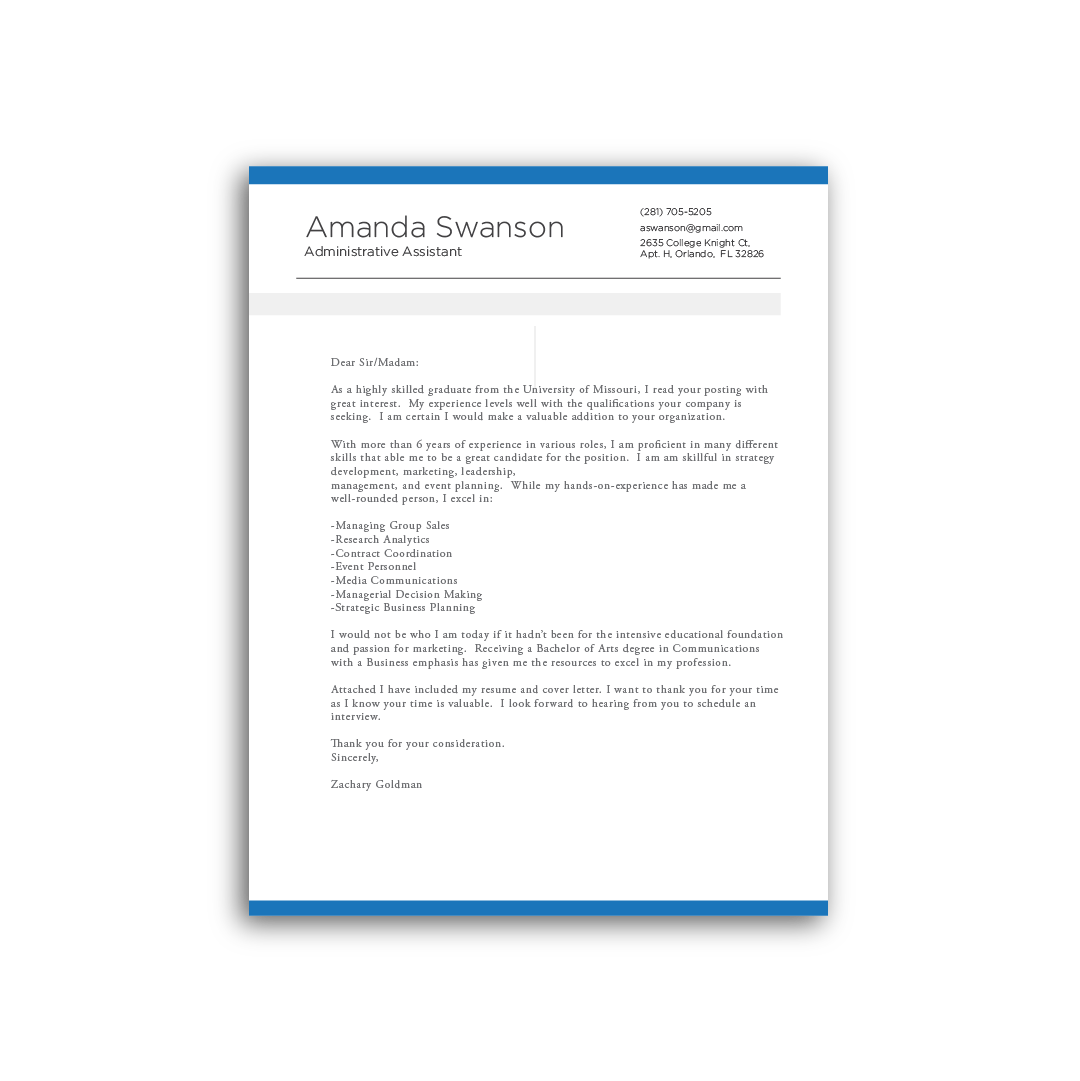 Amanda Swanson
Administrative Assistant
(281) 705-5205
aswanson@gmail.com
2635 College Knight Ct,
Apt. H, Orlando, FL 32826
Dear Sir/Madam:
As a highly skilled graduate from the University of Missouri, I read your posting with
great interest.  My experience levels well with the qualifications your company is
seeking.  I am certain I would make a valuable addition to your organization.
With more than 6 years of experience in various roles, I am proficient in many different
skills that able me to be a great candidate for the position.  I am am skillful in strategy
development, marketing, leadership,
management, and event planning.  While my hands-on-experience has made me a
well-rounded person, I excel in:
-Managing Group Sales
-Research Analytics
-Contract Coordination
-Event Personnel
-Media Communications
-Managerial Decision Making
-Strategic Business Planning
I would not be who I am today if it hadn't been for the intensive educational foundation
and passion for marketing.  Receiving a Bachelor of Arts degree in Communications
with a Business emphasis has given me the resources to excel in my profession.
Attached I have included my resume and cover letter. I want to thank you for your time
as I know your time is valuable.  I look forward to hearing from you to schedule an
interview.
Thank you for your consideration.
Sincerely,
Zachary Goldman